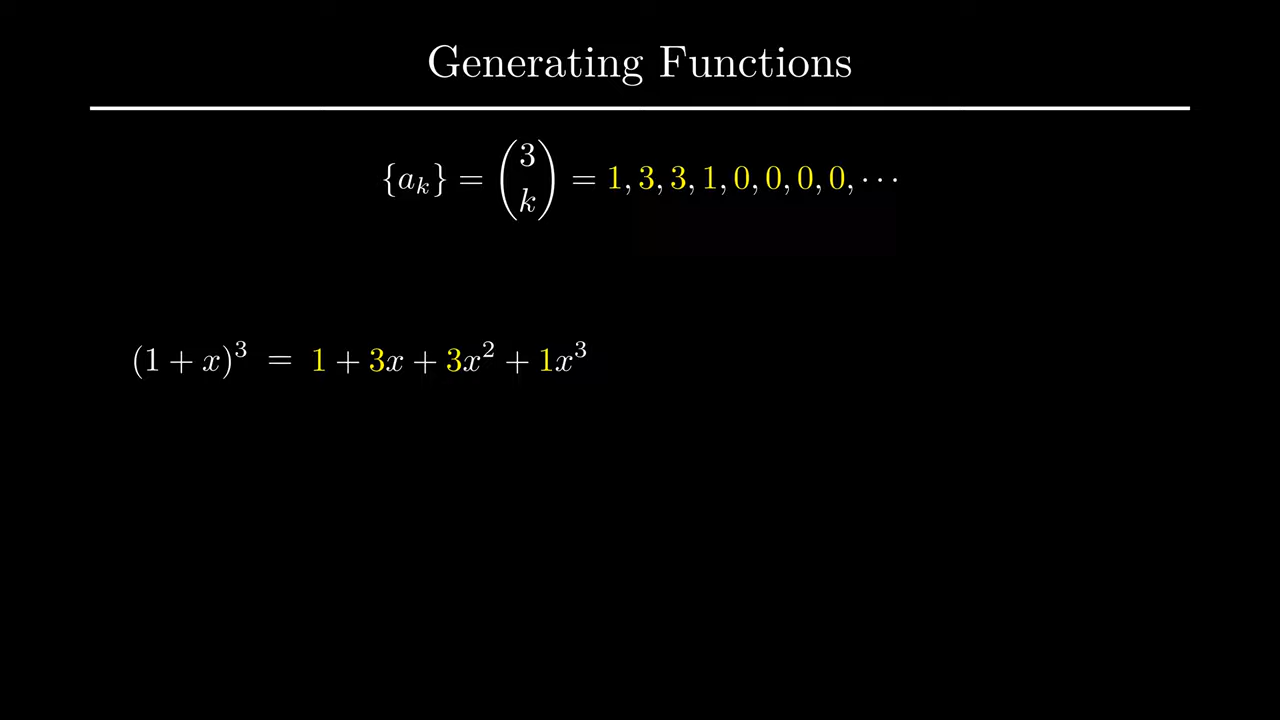 Generating Functions
{a_k} = \binom{3}{k} = 1, 3, 3, 1, 0, 0, 0, 0, ⋯
(1 + x)^3 = 1 + 3x + 3x^2 + 1x^3